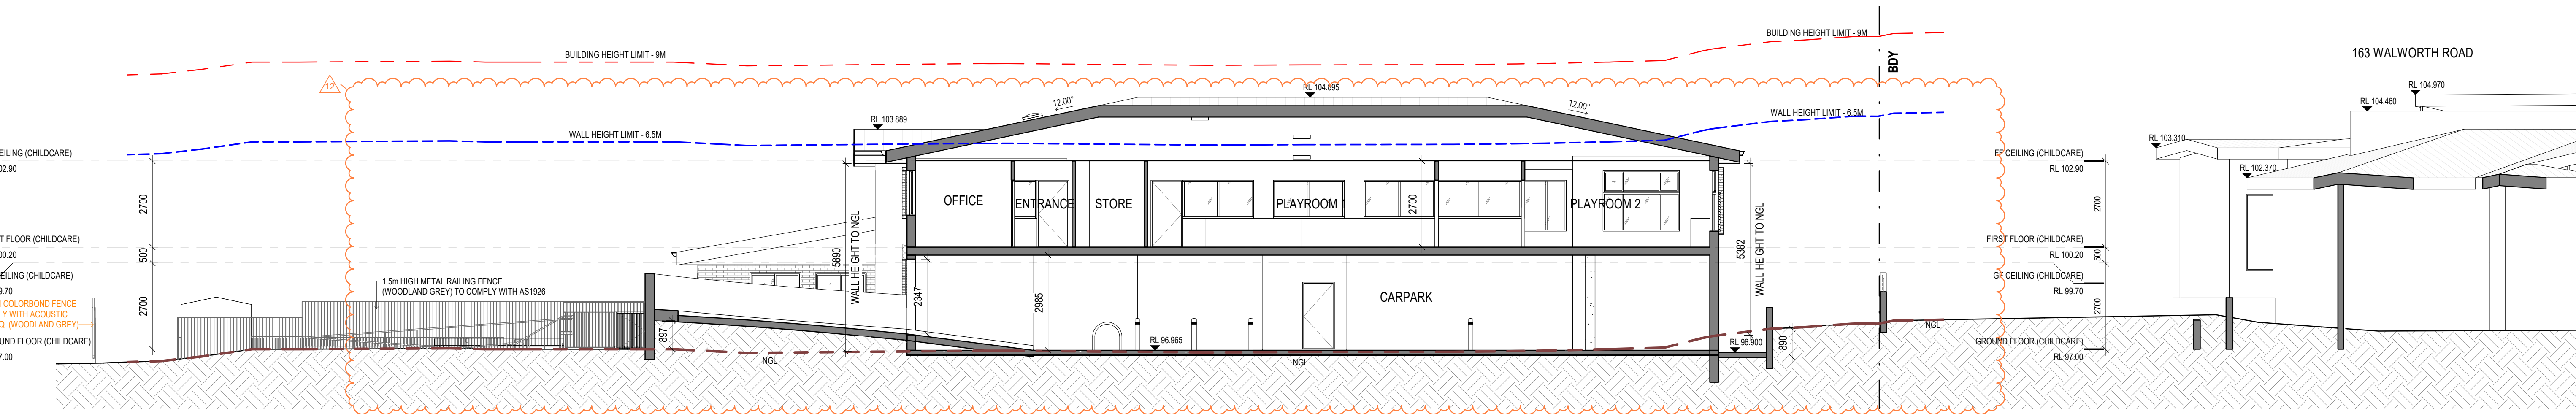 BUILDING HEIGHT LIMIT - 9M
BUILDING HEIGHT LIMIT - 9M
BDY
163 WALWORTH ROAD
12
RL 104.895
12.00°
12.00°
RL 104.970
RL 104.460
RL 103.889
WALL HEIGHT LIMIT - 6.5M
WALL HEIGHT LIMIT - 6.5M
RL 103.310
RL 102.370
EILING (CHILDCARE)
02.90
FF CEILING (CHILDCARE)
RL 102.90
2700
OFFICE
ENTRANCE
STORE
PLAYROOM 1
2700
PLAYROOM 2
2700
T FLOOR (CHILDCARE)
00.20
500
FIRST FLOOR (CHILDCARE)
RL 100.20
500
5890
WALL HEIGHT TO NGL
5382
WALL HEIGHT TO NGL
EILING (CHILDCARE)
9.70
GF CEILING (CHILDCARE)
RL 99.70
COLORBOND FENCE
LY WITH ACOUSTIC
Q. (WOODLAND GREY)
2700
1.5m HIGH METAL RAILING FENCE
(WOODLAND GREY) TO COMPLY WITH AS1926
2347
2985
CARPARK
2700
897
890
NGL
UND FLOOR (CHILDCARE)
7.00
RL 96.965
RL 96.900
GROUND FLOOR (CHILDCARE)
RL 97.00
NGL
NGL